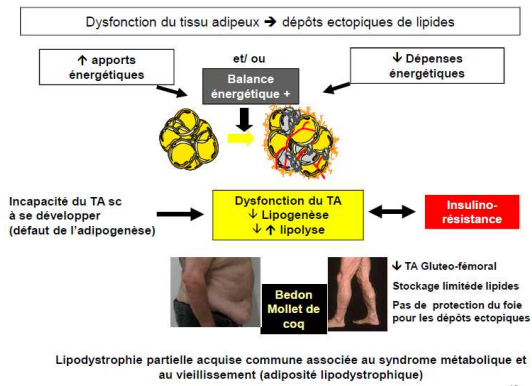 Dysfonction du tissu adipeux ➔ dépôts ectopiques de lipides
↑ apports
énergétiques
et/ ou
Balance
énergétique +
↓ Dépenses
énergétiques
Incapacité du TA sc
à se développer
(défaut de l'adipogenèse)
Dysfontion du TA
↓ Lipogenèse
↓ ↑ lipolyse
Insulino-
résistance
Bedon
Mollet de
coq
↓ TA Gluteo-fémoral
Stockage limitéde lipides
Pas de protection du foie
pour les dépôts ectopiques
Lipodystrophie partielle acquise commune associée au syndrome métabolique et
au vieillissement (adiposité lipodystrophique)